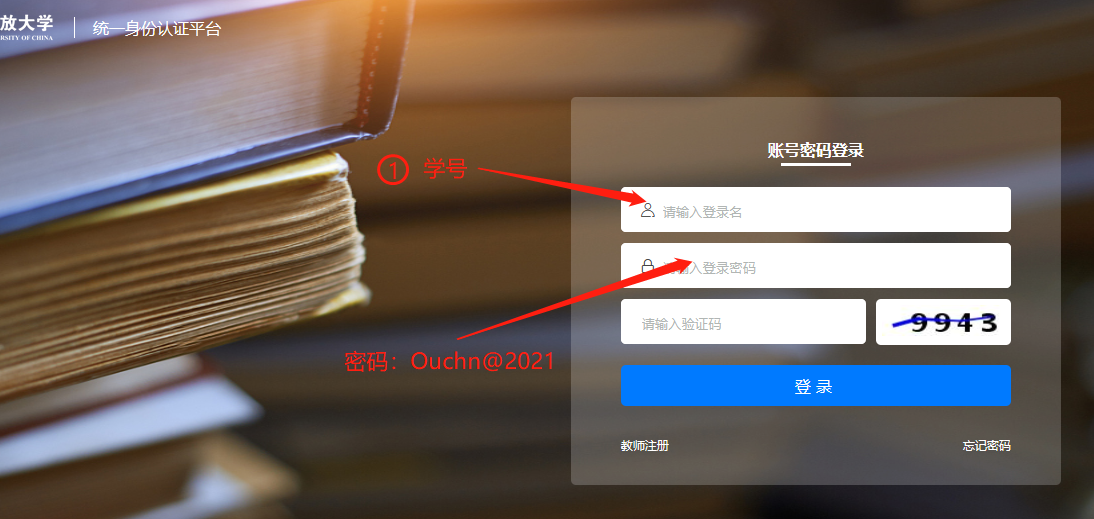 放大学
RSITY OF CHINA
统一身份认证平台
账号密码登录
① 学号
请输入登录名
请输入登录密码
请输入验证码
9943
密码：Ouchn@2021
登 录
教师注册
忘记密码